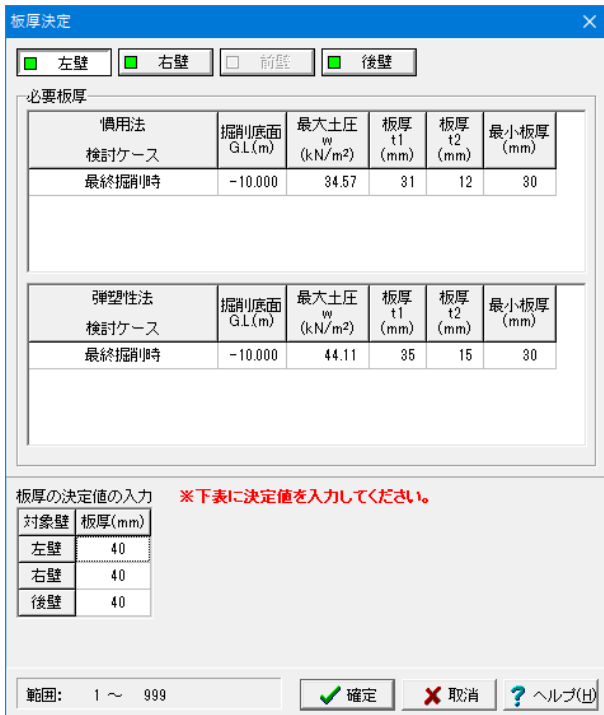 板厚決定
左壁 右壁 前壁 後壁
必要板厚
慣用法 掘削底面 最大土圧 板厚 板厚 最小板厚
検討ケース G.L(m) w (kN/m²) t1 (mm) t2 (mm) (mm)
最終掘削時 -10.000 34.57 31 12 30
弾塑性法 掘削底面 最大土圧 板厚 板厚 最小板厚
検討ケース G.L(m) w (kN/m²) t1 (mm) t2 (mm) (mm)
最終掘削時 -10.000 44.11 35 15 30
板厚の決定値の入力 ※下表に決定値を入力してください。
対象壁 板厚(mm)
左壁 40
右壁 40
後壁 40
範囲: 1 ～ 999 確定 取消 ヘルプ(H)